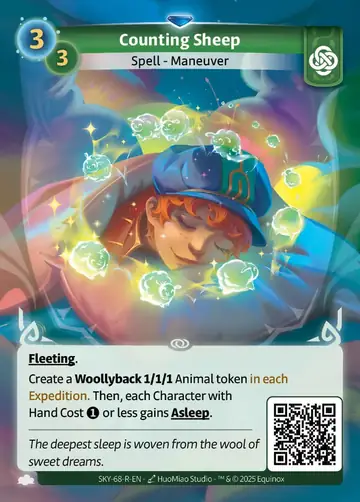 3
3
Counting Sheep
Spell - Maneuver
Fleeting.
Create a Woollyback 1/1/1 Animal token in each
Expedition. Then, each Character with
Hand Cost 1 or less gains Asleep.
The deepest sleep is woven from the wool of
sweet dreams.
SKY-68-R-EN - HuoMiao Studio - ™ & © 2025 Equinox